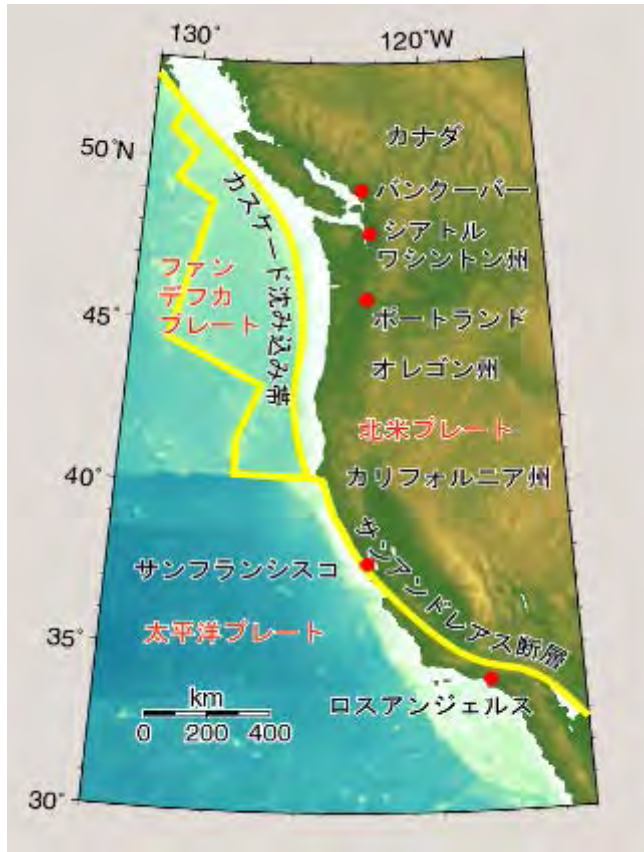 130°
120°W
50°N
カナダ
バンクーバー
シアトル
ワシントン州
カスケード沈み込み帯
ファン
デフカ
プレート
45°
ポートランド
オレゴン州
北米プレート
40°
カリフォルニア州
サンアンドレアス断層
サンフランシスコ
35°
太平洋プレート
km
0 200 400
ロスアンジェルス
30°